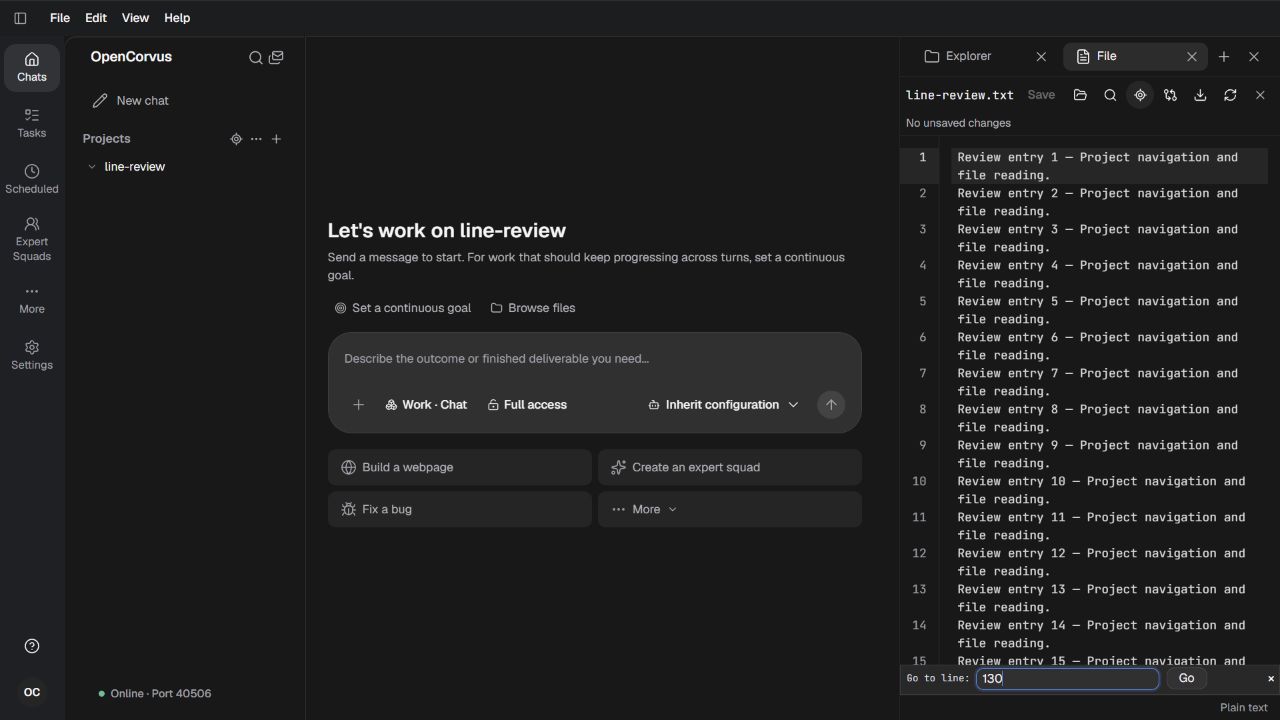 File Edit View Help
Chats
Tasks
Scheduled
Expert
Squads
More
Settings
OC
OpenCorvus
New chat
Projects
line-review
Online · Port 40506
Let's work on line-review
Send a message to start. For work that should keep progressing across turns, set a continuous
goal.
Set a continuous goal Browse files
Describe the outcome or finished deliverable you need...
Work · Chat Full access Inherit configuration
Build a webpage Create an expert squad
Fix a bug More
Explorer File
line-review.txt Save
No unsaved changes
1 Review entry 1 — Project navigation and
file reading.
2 Review entry 2 — Project navigation and
file reading.
3 Review entry 3 — Project navigation and
file reading.
4 Review entry 4 — Project navigation and
file reading.
5 Review entry 5 — Project navigation and
file reading.
6 Review entry 6 — Project navigation and
file reading.
7 Review entry 7 — Project navigation and
file reading.
8 Review entry 8 — Project navigation and
file reading.
9 Review entry 9 — Project navigation and
file reading.
10 Review entry 10 — Project navigation and
file reading.
11 Review entry 11 — Project navigation and
file reading.
12 Review entry 12 — Project navigation and
file reading.
13 Review entry 13 — Project navigation and
file reading.
14 Review entry 14 — Project navigation and
file reading.
15 Review entry 15 — Project navigation and
Go to line: 130 Go
Plain text